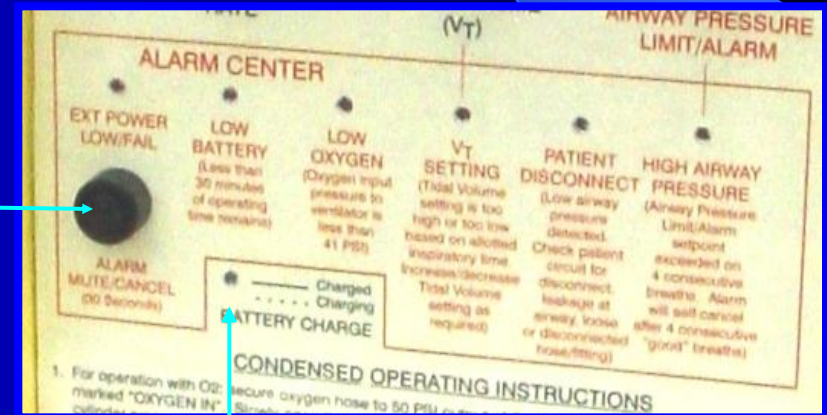 (VT)
AIRWAY PRESSURE
LIMIT/ALARM
ALARM CENTER
EXT POWER
LOW/FAIL
LOW
BATTERY
(Less than
30 minutes
of operating
time remains)
LOW
OXYGEN
(Oxygen input
pressure to
ventilator is
less than
41 PSI)
VT
SETTING
(Tidal Volume
setting is too
high or too low
based on allotted
inspiratory time.
Increase/decrease
Tidal Volume
setting as
required)
PATIENT
DISCONNECT
(Low airway
pressure
detected.
Check patient
circuit for
disconnect,
leakage at
airway, loose
or disconnected
hose/fitting)
HIGH AIRWAY
PRESSURE
(Airway Pressure
Limit/Alarm
setpoint
exceeded on
4 consecutive
breaths. Alarm
will self cancel
after 4 consecutive
"good" breaths)
ALARM
MUTE/CANCEL
(30 Seconds)
Charged
Charging
BATTERY CHARGE
CONDENSED OPERATING INSTRUCTIONS
1. For operation with O2: secure oxygen hose to 50 PSI
marked "OXYGEN IN". Slowly